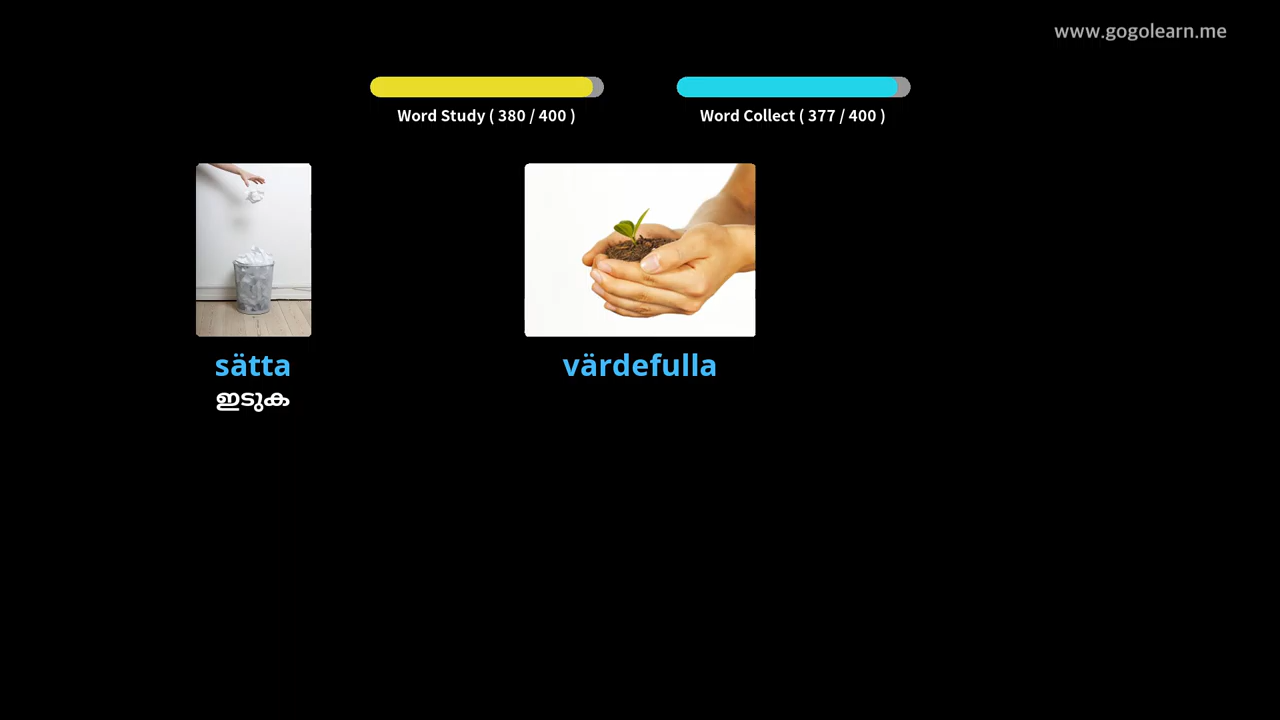 www.gogolearn.me
Word Study ( 380 / 400 )
Word Collect ( 377 / 400 )
sätta
ഇടുക
värdefulla